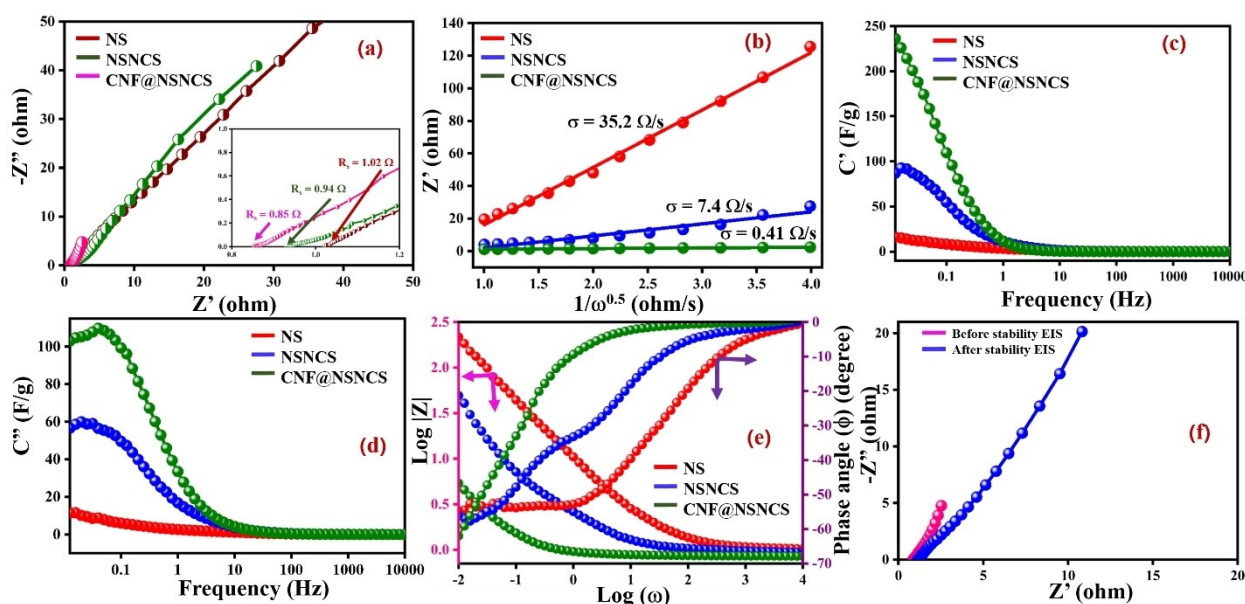 (a)
NS
NSNCS
CNF@NSNCS
-Z” (ohm)
50
40
30
20
10
0
0 10 20 30 40 50
Z’ (ohm)
1.0
0.8
0.6
0.4
0.2
0.0
0.8 1.0 1.2
Rs = 1.02 Ω
Rs = 0.94 Ω
Rs = 0.85 Ω
(b)
NS
NSNCS
CNF@NSNCS
Z’ (ohm)
140
120
100
80
60
40
20
0
σ = 35.2 Ω/s
σ = 7.4 Ω/s
σ = 0.41 Ω/s
1.0 1.5 2.0 2.5 3.0 3.5 4.0
1/ω0.5 (ohm/s)
(c)
NS
NSNCS
CNF@NSNCS
C’ (F/g)
250
200
150
100
50
0
0.1 1 10 100 1000 10000
Frequency (Hz)
(d)
NS
NSNCS
CNF@NSNCS
C” (F/g)
100
80
60
40
20
0
0.1 1 10 100 1000 10000
Frequency (Hz)
(e)
NS
NSNCS
CNF@NSNCS
Log |Z|
2.5
2.0
1.5
1.0
0.5
0.0
-2 -1 0 1 2 3 4
Log (ω)
Phase angle (ϕ) (degree)
0
-10
-20
-30
-40
-50
-60
-70
(f)
Before stability EIS
After stability EIS
-Z” (ohm)
20
15
10
5
0
0 5 10 15 20
Z’ (ohm)